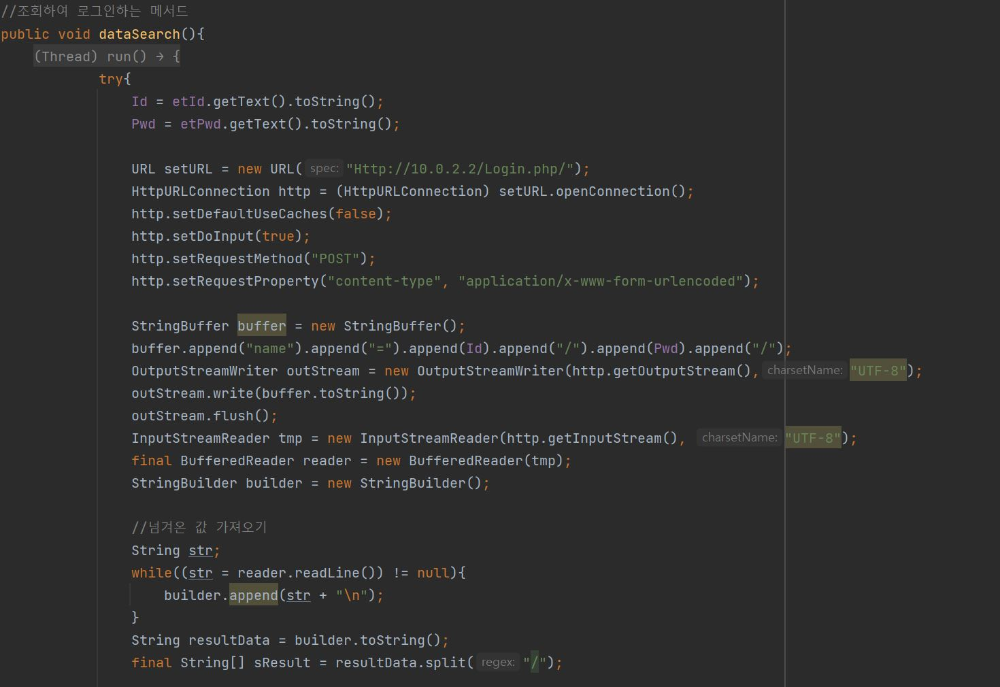 //조회하여 로그인하는 메서드
public void dataSearch(){
(Thread) run() → {
try{
Id = etId.getText().toString();
Pwd = etPwd.getText().toString();
URL setURL = new URL( spec: "Http://10.0.2.2/Login.php/");
HttpURLConnection http = (HttpURLConnection) setURL.openConnection();
http.setDefaultUseCaches(false);
http.setDoInput(true);
http.setRequestMethod("POST");
http.setRequestProperty("content-type", "application/x-www-form-urlencoded");
StringBuffer buffer = new StringBuffer();
buffer.append("name").append("=").append(Id).append("/").append(Pwd).append("/");
OutputStreamWriter outStream = new OutputStreamWriter(http.getOutputStream(), charsetName: "UTF-8");
outStream.write(buffer.toString());
outStream.flush();
InputStreamReader tmp = new InputStreamReader(http.getInputStream(), charsetName: "UTF-8");
final BufferedReader reader = new BufferedReader(tmp);
StringBuilder builder = new StringBuilder();
//넘겨온 값 가져오기
String str;
while((str = reader.readLine()) != null){
builder.append(str + "\n");
}
String resultData = builder.toString();
final String[] sResult = resultData.split( regex: "/");